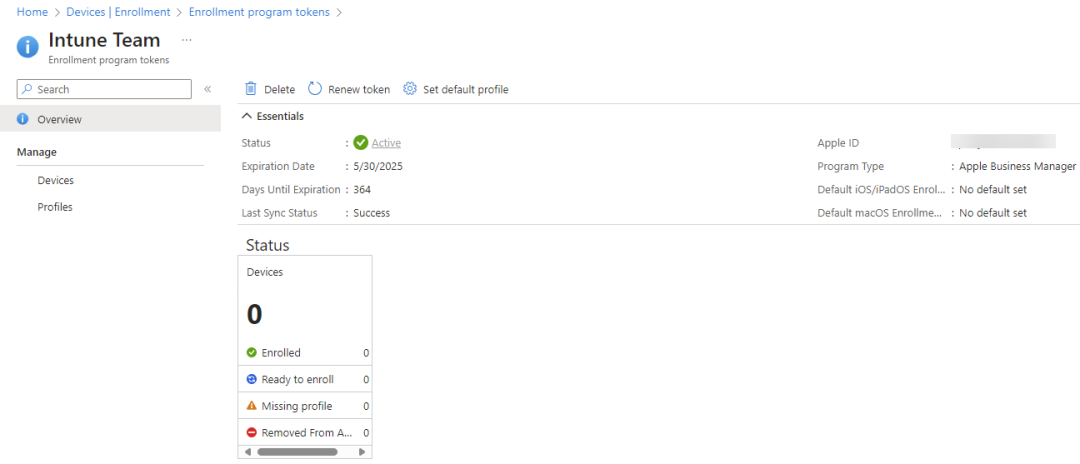 Home > Devices | Enrollment > Enrollment program tokens >
Intune Team ...
Enrollment program tokens
Search «
Overview
Manage
Devices
Profiles
Delete Renew token Set default profile
Essentials
Status : Active
Expiration Date : 5/30/2025
Days Until Expiration : 364
Last Sync Status : Success
Apple ID
Program Type : Apple Business Manager
Default iOS/iPadOS Enrol... : No default set
Default macOS Enrollme... : No default set
Status
Devices
0
Enrolled 0
Ready to enroll 0
Missing profile 0
Removed From A... 0